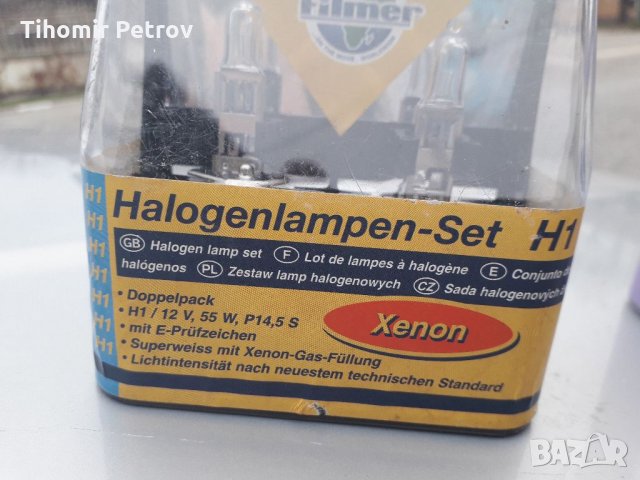 Tihomir Petrov
Filmer
Halogenlampen-Set H1
GB Halogen lamp set F Lot de lampes à halogène E Conjunto
halógenos PL Zestaw lamp halogenowych CZ Sada halogenových
• Doppelpack
• H1 / 12 V, 55 W, P14,5 S
• mit E-Prüfzeichen
• Superweiss mit Xenon-Gas-Füllung
• Lichtintensität nach neuestem technischen Standard
Xenon
H1
H1
H1
H1
H1
H1
H1
BAZAR